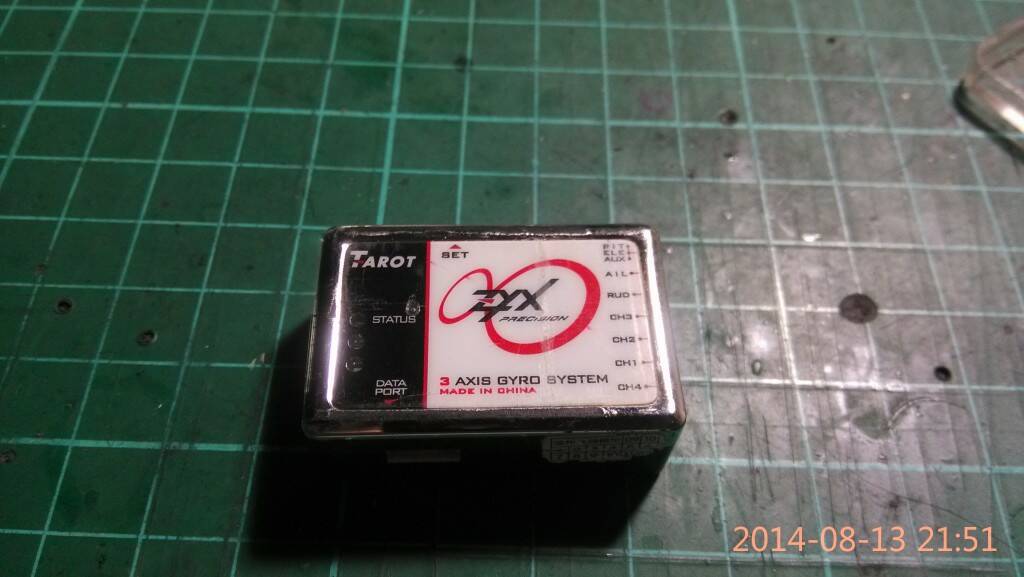 TAROT
STATUS
DATA
PORT
SET
ZYX
PRECISION
3 AXIS GYRO SYSTEM
MADE IN CHINA
PIT
ELE
AUX
AIL
RUD
CH3
CH2
CH1
CH4
2014-08-13 21:51